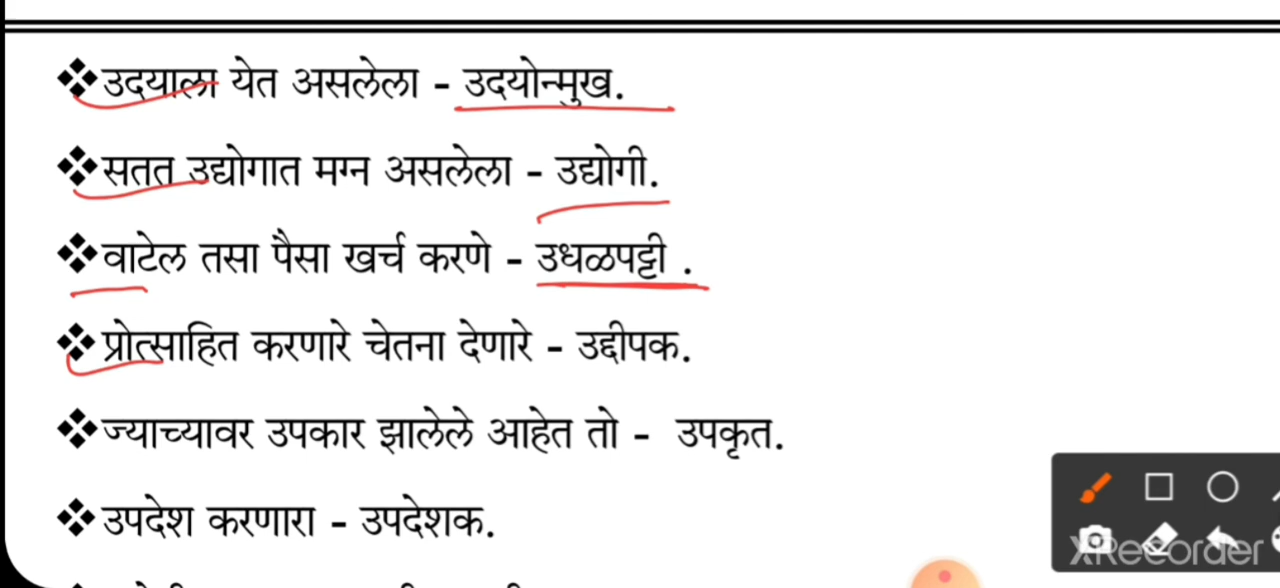 ❖उदयाला येत असलेला - उदयोन्मुख.
❖सतत उद्योगात मग्न असलेला - उद्योगी.
❖वाटेल तसा पैसा खर्च करणे - उधळपट्टी .
❖प्रोत्साहित करणारे चेतना देणारे - उद्दीपक.
❖ज्याच्यावर उपकार झालेले आहेत तो - उपकृत.
❖उपदेश करणारा - उपदेशक.
XRecorder